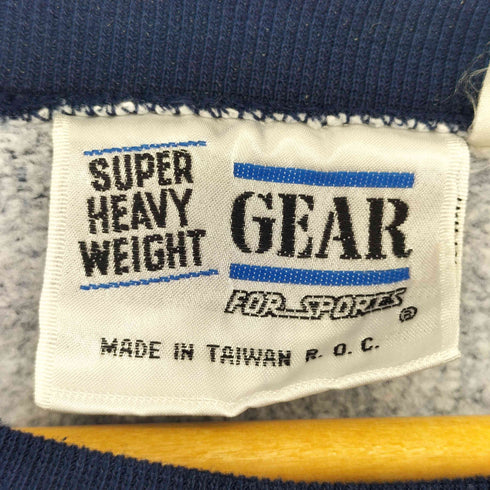 SUPER
HEAVY
WEIGHT
GEAR
FOR SPORTS ®
MADE IN TAIWAN R.O.C.